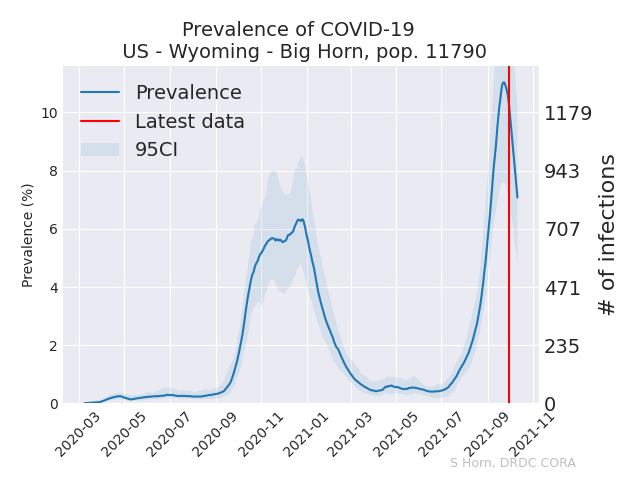 Prevalence of COVID-19
US - Wyoming - Big Horn, pop. 11790
Prevalence
Latest data
95CI
Prevalence (%)
10
8
6
4
2
0
1179
943
707
471
235
0
# of infections
2020-03
2020-05
2020-07
2020-09
2020-11
2021-01
2021-03
2021-05
2021-07
2021-09
2021-11
S Horn, DRDC CORA